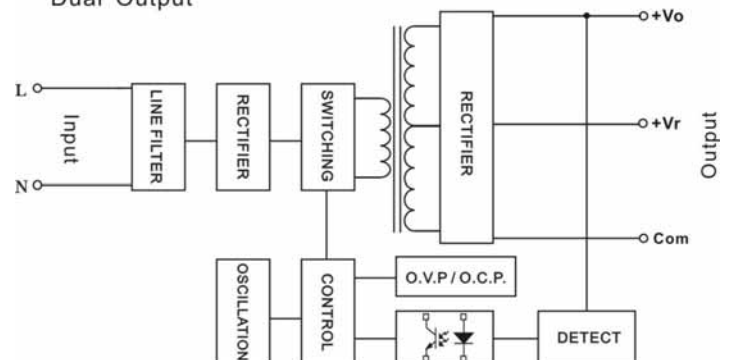 Dual Output
+Vo
L
Input
N
LINE FILTER
RECTIFIER
SWITCHING
RECTIFIER
+Vr
Output
Com
OSCILLATION
CONTROL
O.V.P / O.C.P.
DETECT